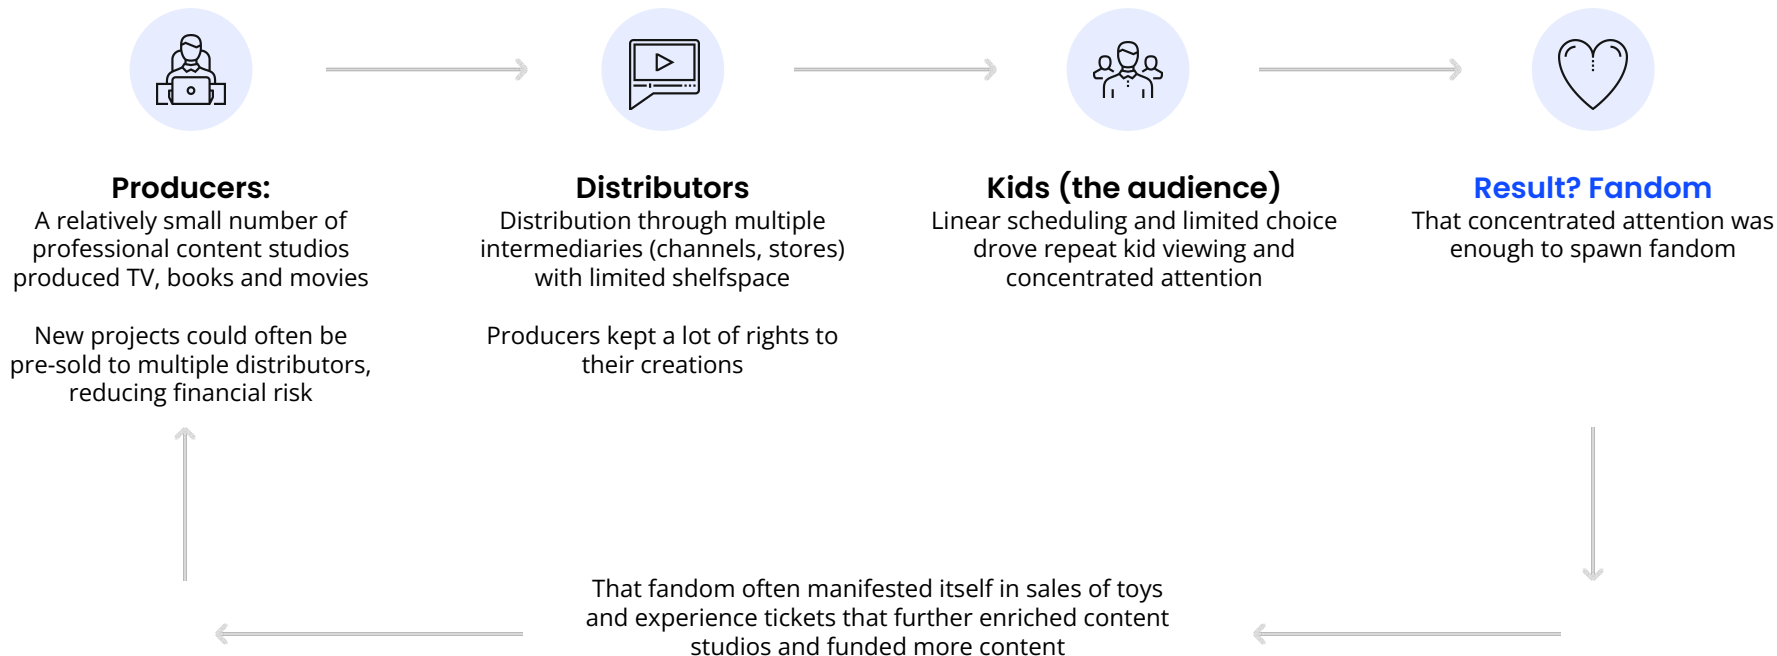 Producers:
A relatively small number of
professional content studios
produced TV, books and movies
New projects could often be
pre-sold to multiple distributors,
reducing financial risk
Distributors
Distribution through multiple
intermediaries (channels, stores)
with limited shelfspace
Producers kept a lot of rights to
their creations
Kids (the audience)
Linear scheduling and limited choice
drove repeat kid viewing and
concentrated attention
Result? Fandom
That concentrated attention was
enough to spawn fandom
That fandom often manifested itself in sales of toys
and experience tickets that further enriched content
studios and funded more content